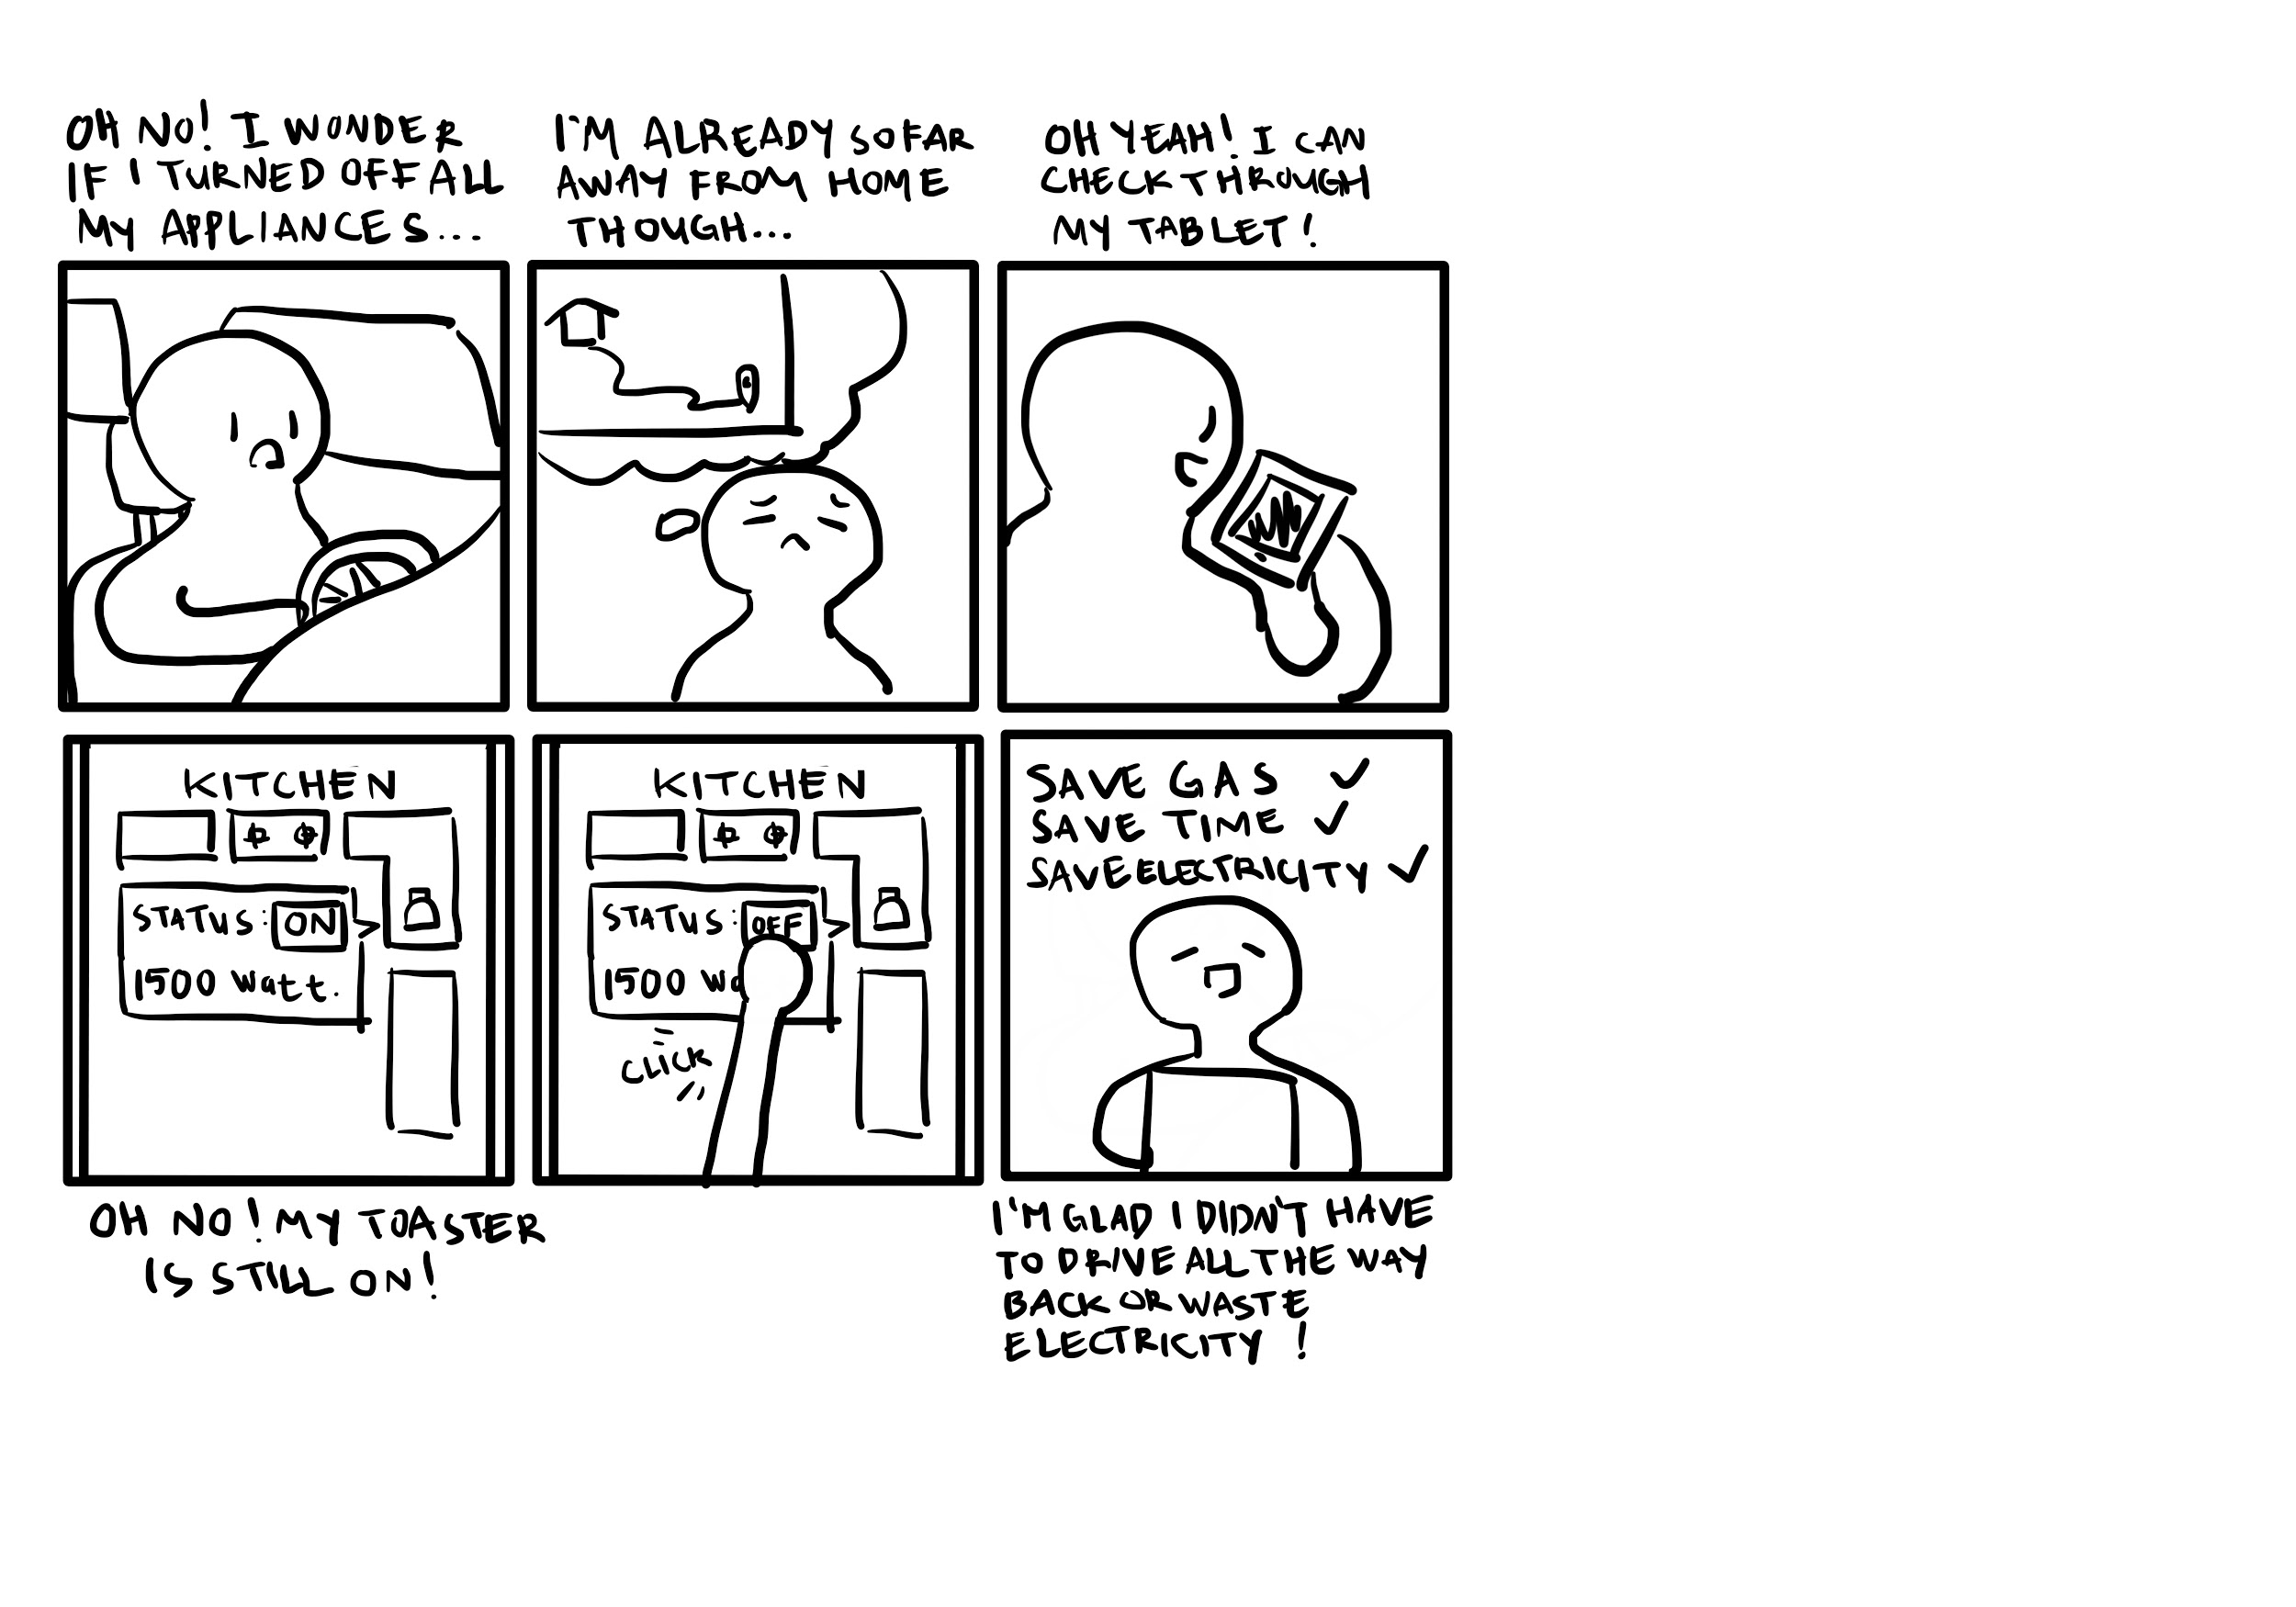 OH NO! I WONDER
IF I TURNED OFF ALL
MY APPLIANCES...
I'M ALREADY SO FAR
AWAY FROM HOME
THOUGH...
OH YEAH! I CAN
CHECK THROUGH
MY TABLET!
KITCHEN
STATUS: ON
1500 watt.
OH NO! MY TOASTER
IS STILL ON!
KITCHEN
STATUS: OFF
1500 wa
CLICK
SAVE GAS ✓
SAVE TIME ✓
SAVE ELECTRICITY ✓
I'M GLAD I DIDN'T HAVE
TO DRIVE ALL THE WAY
BACK OR WASTE
ELECTRICITY!